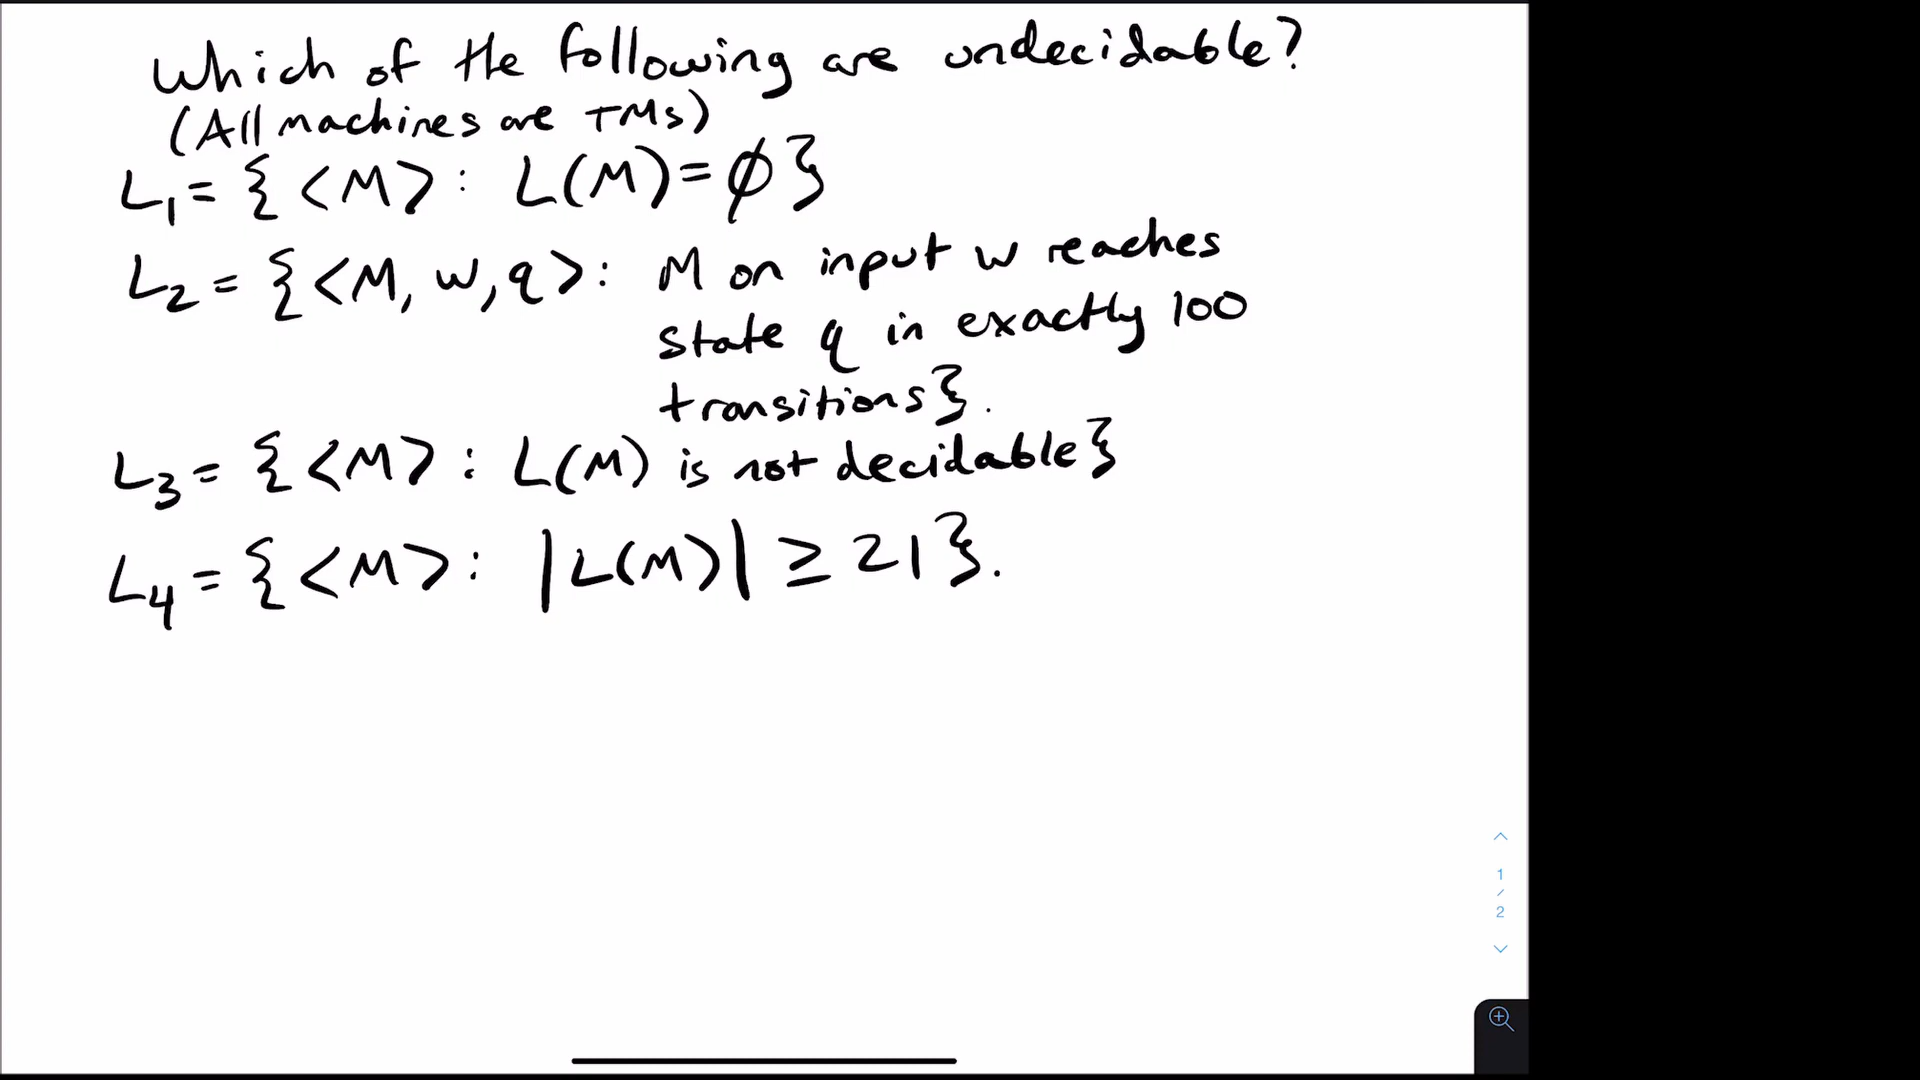 Which of the following are undecidable?
(All machines are TMs)
L₁ = {<M>: L(M) = ∅}
L₂ = {<M, w, q>: M on input w reaches
state q in exactly 100
transitions}.
L₃ = {<M>: L(M) is not decidable}
L₄ = {<M>: |L(M)| ≥ 21}.
1
/
2